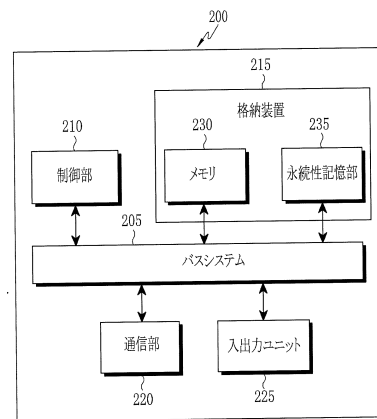 200
215
格納装置
210
230
235
制御部
メモリ
永続性記憶部
205
バスシステム
通信部
入出力ユニット
220
225